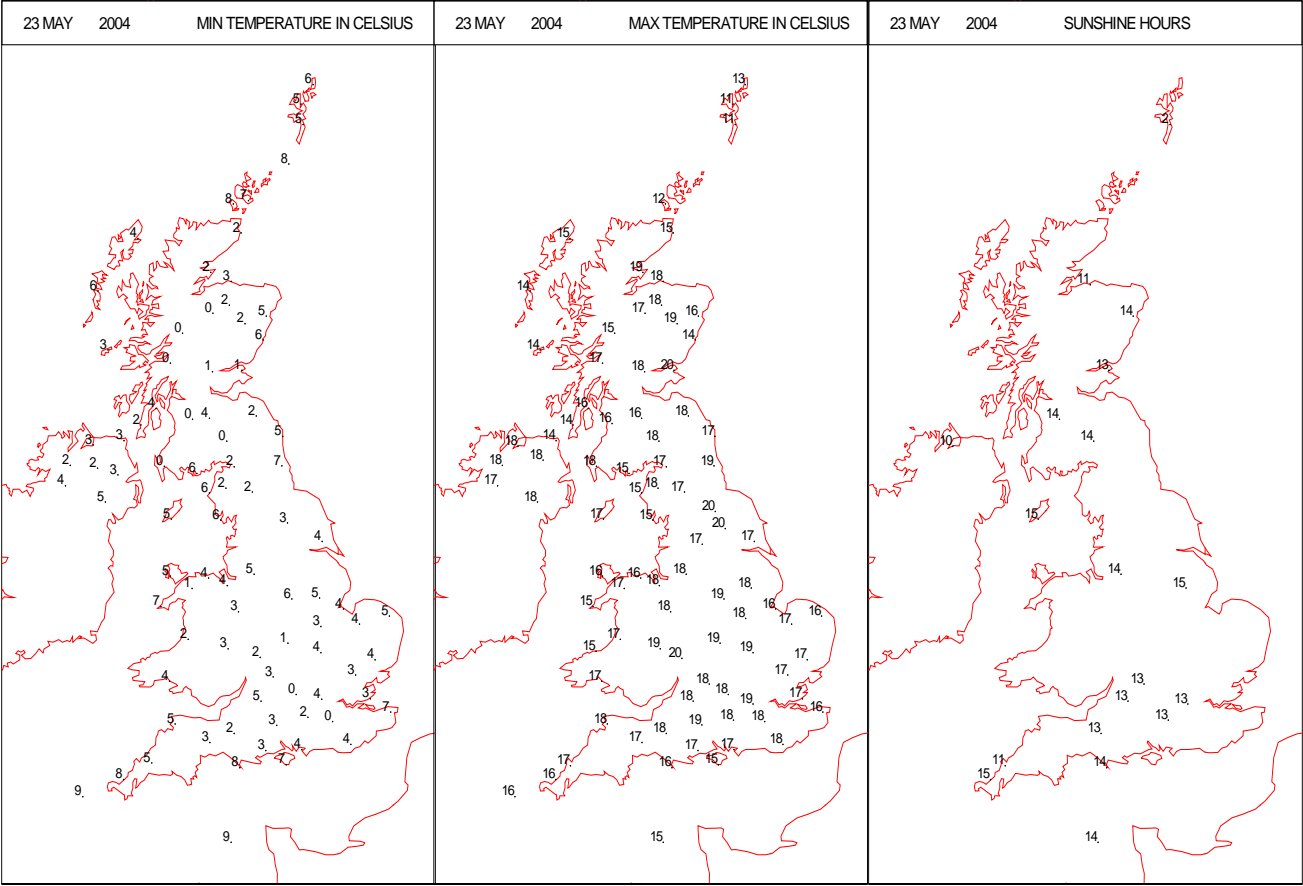 23 MAY 2004 MIN TEMPERATURE IN CELSIUS
6.
5.
5.
8.
8. 7.
2.
4.
2.
3.
6.
2.
0. 5.
2.
0. 6.
3.
0. 1. 1.
4.
0. 4. 2.
2.
5.
3. 3. 0.
2. 2. 0. 6. 2. 7.
3.
4. 6. 2. 2.
5.
5. 6. 3.
4.
5. 4. 5.
1. 4.
6. 5.
7. 3. 4. 5.
3. 4.
2. 1.
3. 2. 4. 4.
4. 3. 3.
0.
5. 4. 3.
7.
5. 3. 2. 0.
2.
3. 3. 4. 4.
5. 8. 7.
8.
9.
9.
23 MAY 2004 MAX TEMPERATURE IN CELSIUS
13.
11.
11.
12.
15.
15.
19.
18.
14.
18.
17. 16.
19.
15. 14.
14.
17. 18. 20.
16.
16. 16. 18.
14.
18. 14. 18. 17.
18.
18. 18. 15. 17. 18.
17. 15. 18. 17.
18.
20.
17. 15. 20.
17. 17.
16. 16. 18.
17. 18. 18.
19.
15. 18. 16. 16.
18. 17.
17. 19.
15. 19. 19.
20. 17.
17. 17.
18.
18. 18. 19. 17.
16.
18. 19. 18. 18.
18.
17. 17. 17. 18.
17. 16. 15.
16.
16.
15.
23 MAY 2004 SUNSHINE HOURS
2.
11.
14.
13.
14.
10. 14.
15.
14.
15.
13.
13. 13.
13.
13.
11. 14.
15.
14.